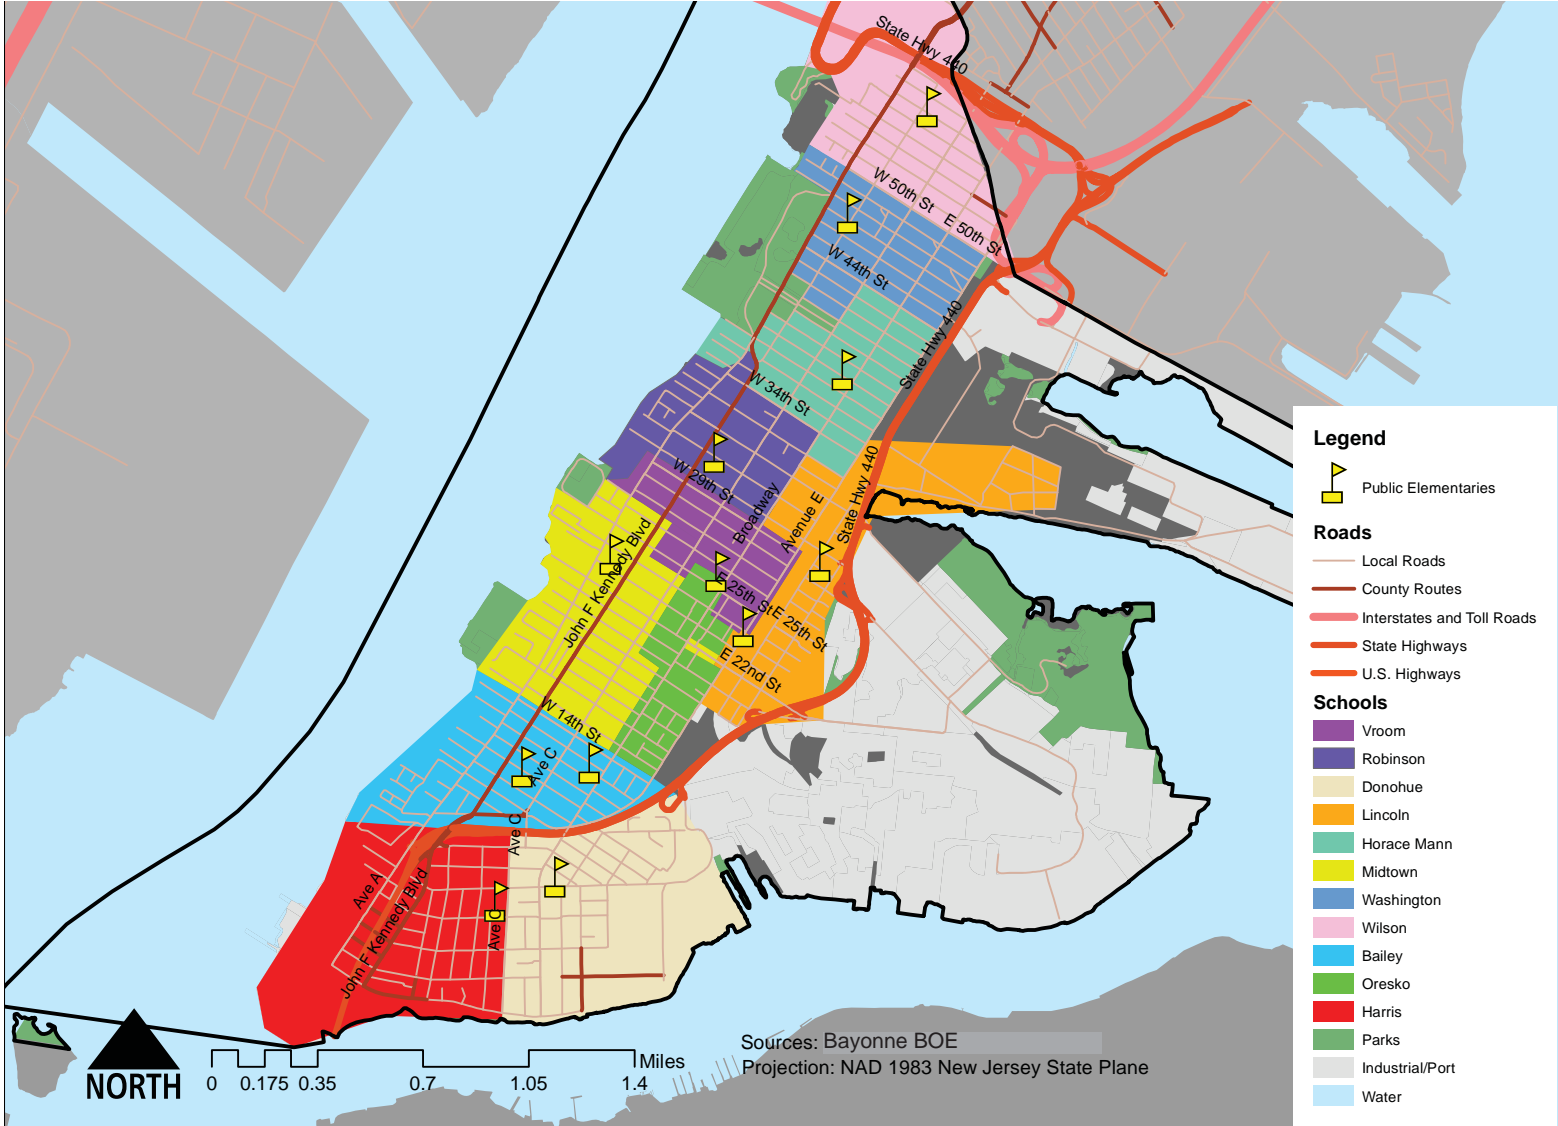 State Hwy 440
W 50th St
E 50th St
W 44th St
State Hwy 440
W 34th St
State Hwy 440
W 29th St
Broadway
Avenue E
John F Kennedy Blvd
E 25th St
E 25th St
E 22nd St
W 14th St
Ave C
Ave C
Ave A
John F Kennedy Blvd
Ave C
Legend
Public Elementaries
Roads
Local Roads
County Routes
Interstates and Toll Roads
State Highways
U.S. Highways
Schools
Vroom
Robinson
Donohue
Lincoln
Horace Mann
Midtown
Washington
Wilson
Bailey
Oresko
Harris
Parks
Industrial/Port
Water
NORTH
Miles
0 0.175 0.35 0.7 1.05 1.4
Sources: Bayonne BOE
Projection: NAD 1983 New Jersey State Plane